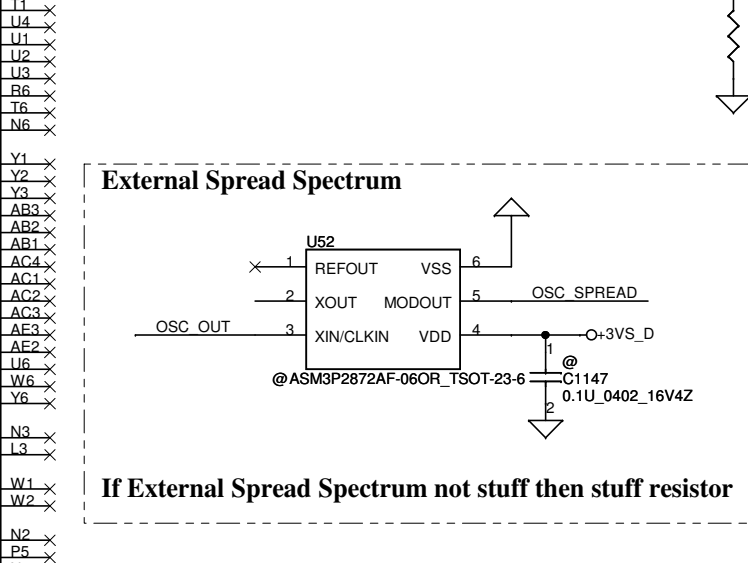 T1
U4
U1
U2
U3
R6
T6
N6
Y1
Y2
Y3
AB3
AB2
AB1
AC4
AC1
AC2
AC3
AE3
AE2
U6
W6
Y6
N3
L3
W1
W2
N2
P5
External Spread Spectrum
U52
1 REFOUT VSS 6
2 XOUT MODOUT 5 OSC_SPREAD
OSC_OUT 3 XIN/CLKIN VDD 4 +3VS_D
1
@
@ASM3P2872AF-06OR_TSOT-23-6 C1147
0.1U_0402_16V4Z
2
If External Spread Spectrum not stuff then stuff resistor